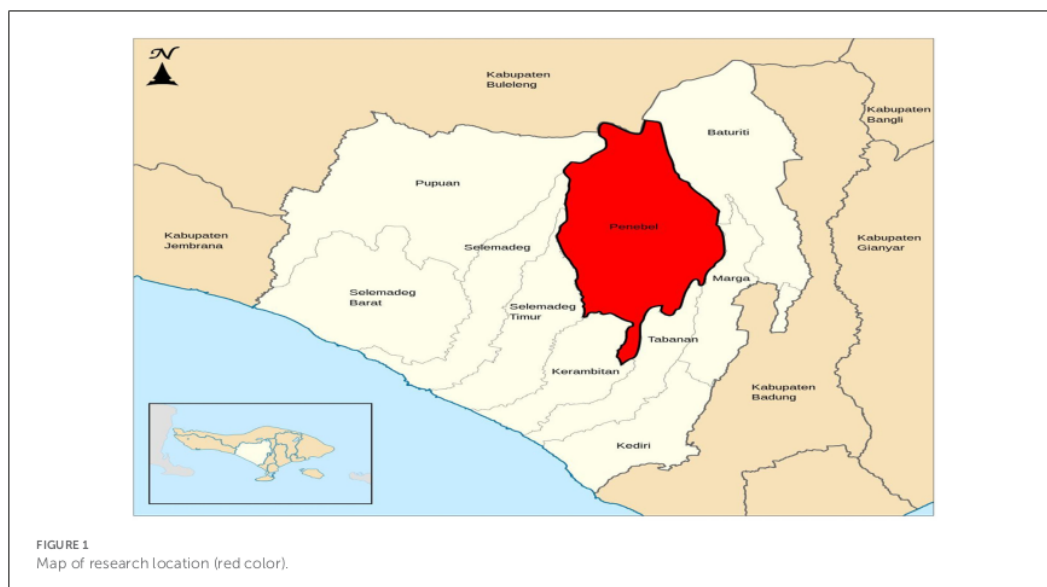 N
Kabupaten
Buleleng
Kabupaten
Bangli
Baturiti
Pupuan
Penebel
Kabupaten
Jembrana
Selemadeg
Kabupaten
Gianyar
Marga
Selemadeg
Barat
Selemadeg
Timur
Tabanan
Kerambitan
Kabupaten
Badung
Kediri
FIGURE 1
Map of research location (red color).